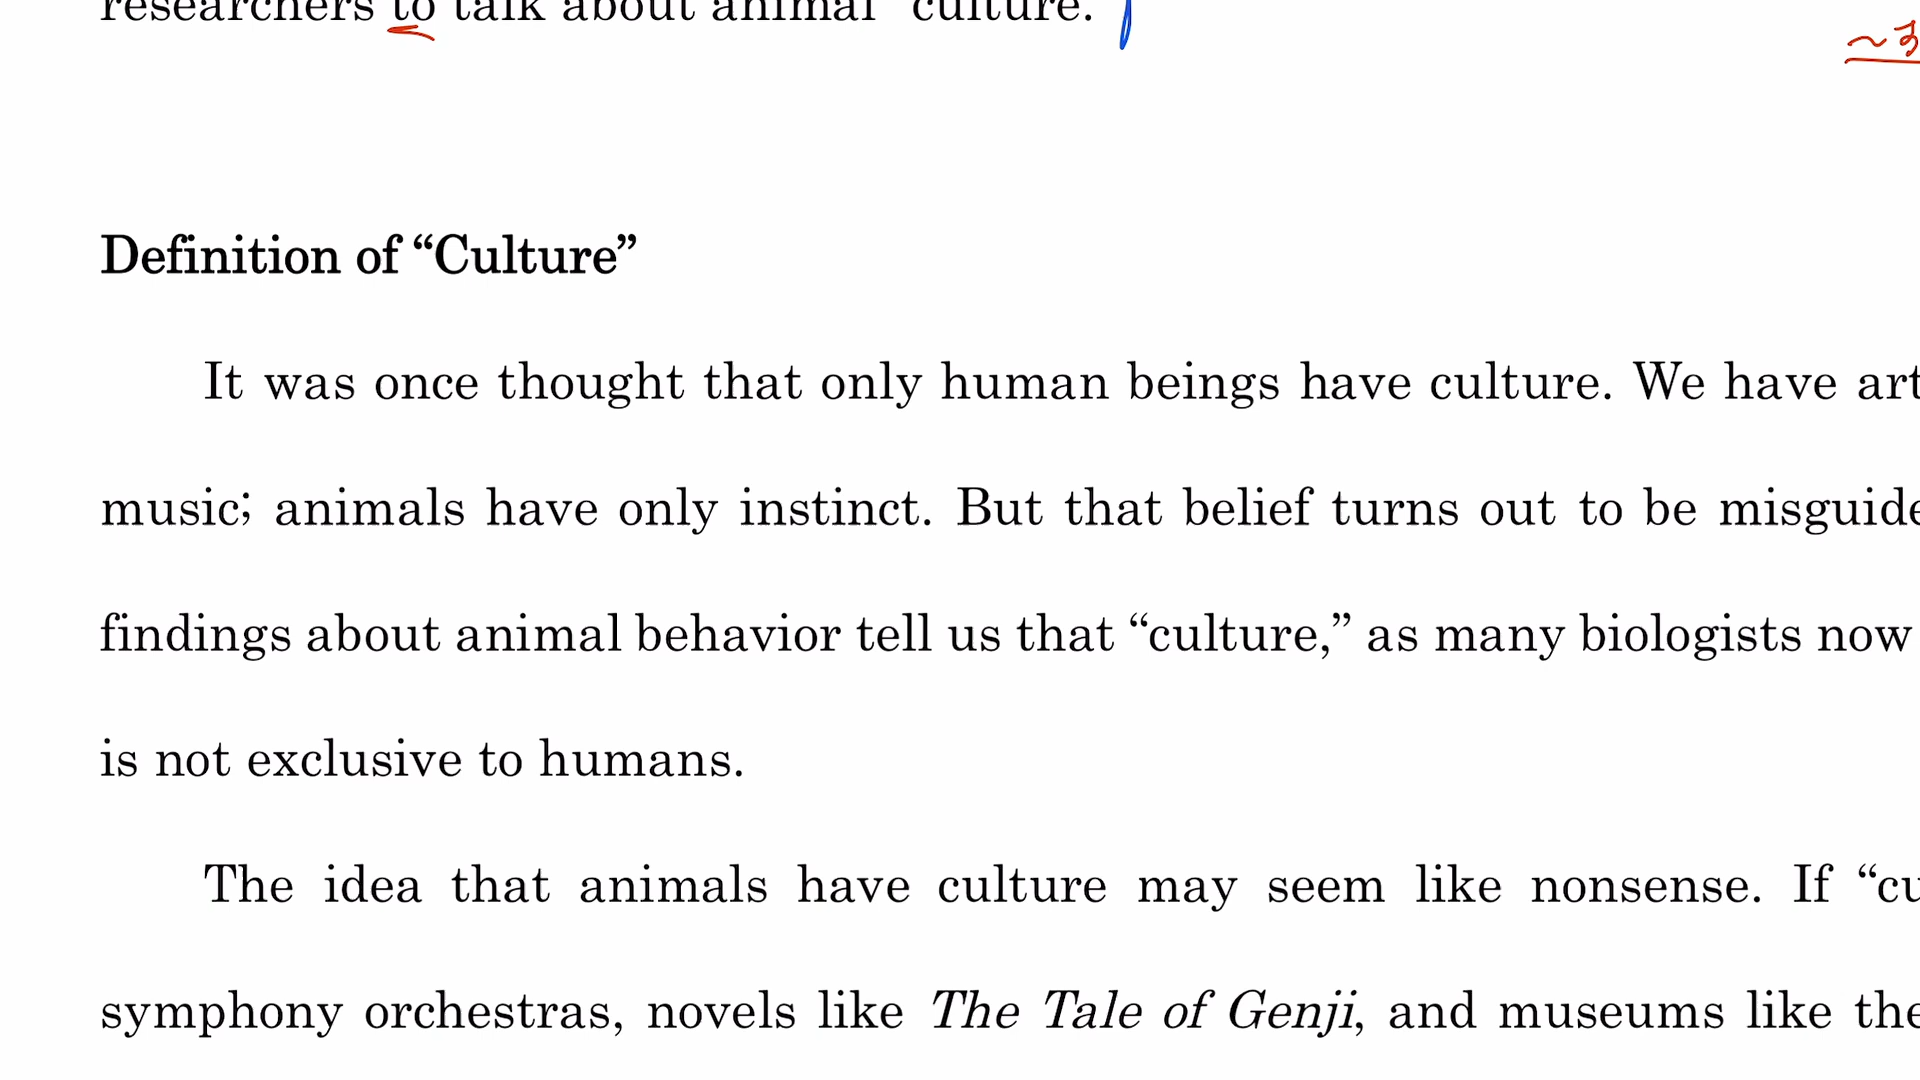 researchers to talk about animal "culture."
~す
Definition of “Culture”
It was once thought that only human beings have culture. We have art
music; animals have only instinct. But that belief turns out to be misguide
findings about animal behavior tell us that “culture,” as many biologists now
is not exclusive to humans.
The idea that animals have culture may seem like nonsense. If “cu
symphony orchestras, novels like The Tale of Genji, and museums like the